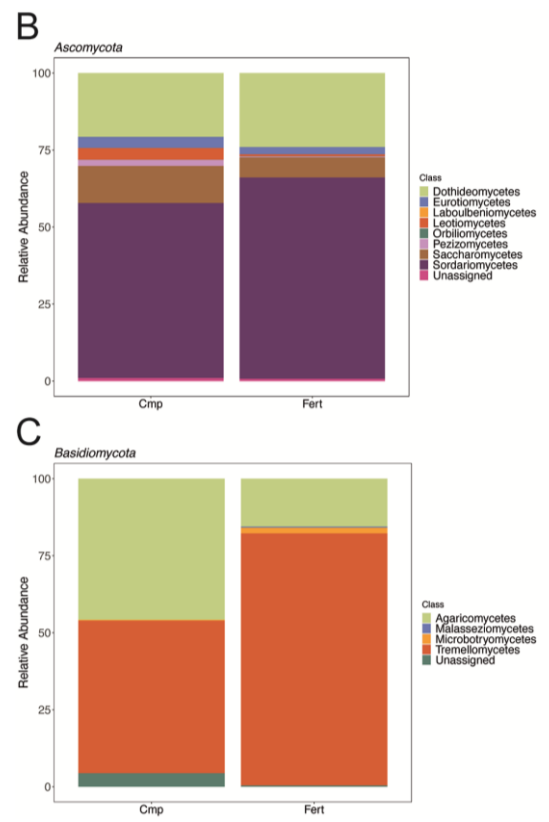 B
Ascomycota
100
75
50
25
0
Relative Abundance
Cmp
Fert
Class
Dothideomycetes
Eurotiomycetes
Laboulbeniomycetes
Leotiomycetes
Orbiliomycetes
Pezizomycetes
Saccharomycetes
Sordariomycetes
Unassigned
C
Basidiomycota
100
75
50
25
0
Relative Abundance
Cmp
Fert
Class
Agaricomycetes
Malasseziomycetes
Microbotryomycetes
Tremellomycetes
Unassigned